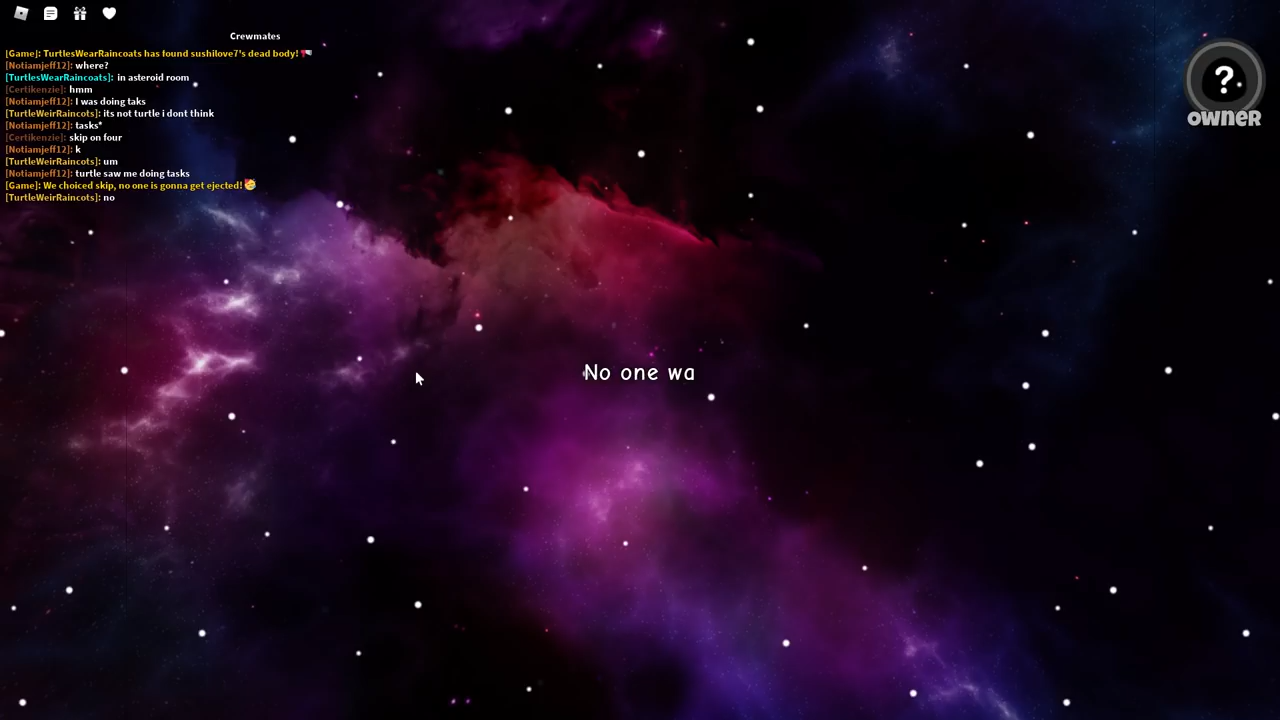 Crewmates
[Game]: TurtlesWearRaincoats has found sushilove7's dead body!
[Notiamjeff12]: where?
[TurtlesWearRaincoats]: in asteroid room
[Certikenzie]: hmm
[Notiamjeff12]: I was doing taks
[TurtleWeirRaincots]: its not turtle i dont think
[Notiamjeff12]: tasks*
[Certikenzie]: skip on four
[Notiamjeff12]: k
[TurtleWeirRaincots]: um
[Notiamjeff12]: turtle saw me doing tasks
[Game]: We choiced skip, no one is gonna get ejected!
[TurtleWeirRaincots]: no
?
OWNER
No one wa